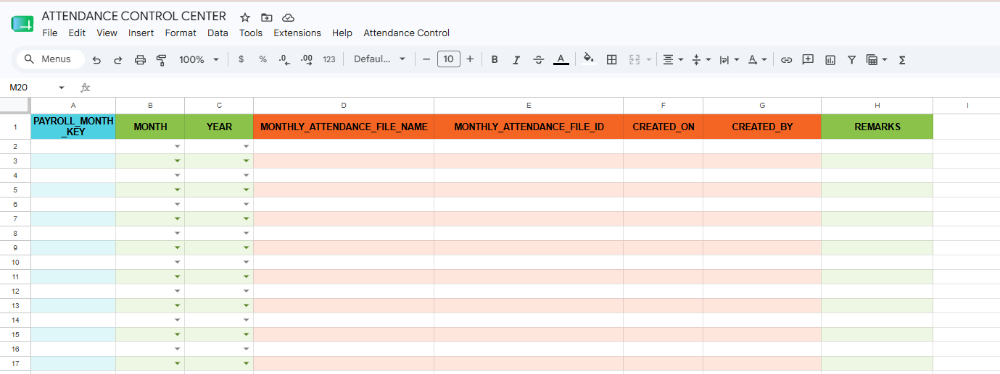 ATTENDANCE CONTROL CENTER
File Edit View Insert Format Data Tools Extensions Help Attendance Control
Menus 100% $ % .0 .00 123 Defaul... − 10 + B I S A A Σ
M20 fx
A B C D E F G H I
1 PAYROLL_MONTH
_KEY MONTH YEAR MONTHLY_ATTENDANCE_FILE_NAME MONTHLY_ATTENDANCE_FILE_ID CREATED_ON CREATED_BY REMARKS
2
3
4
5
6
7
8
9
10
11
12
13
14
15
16
17